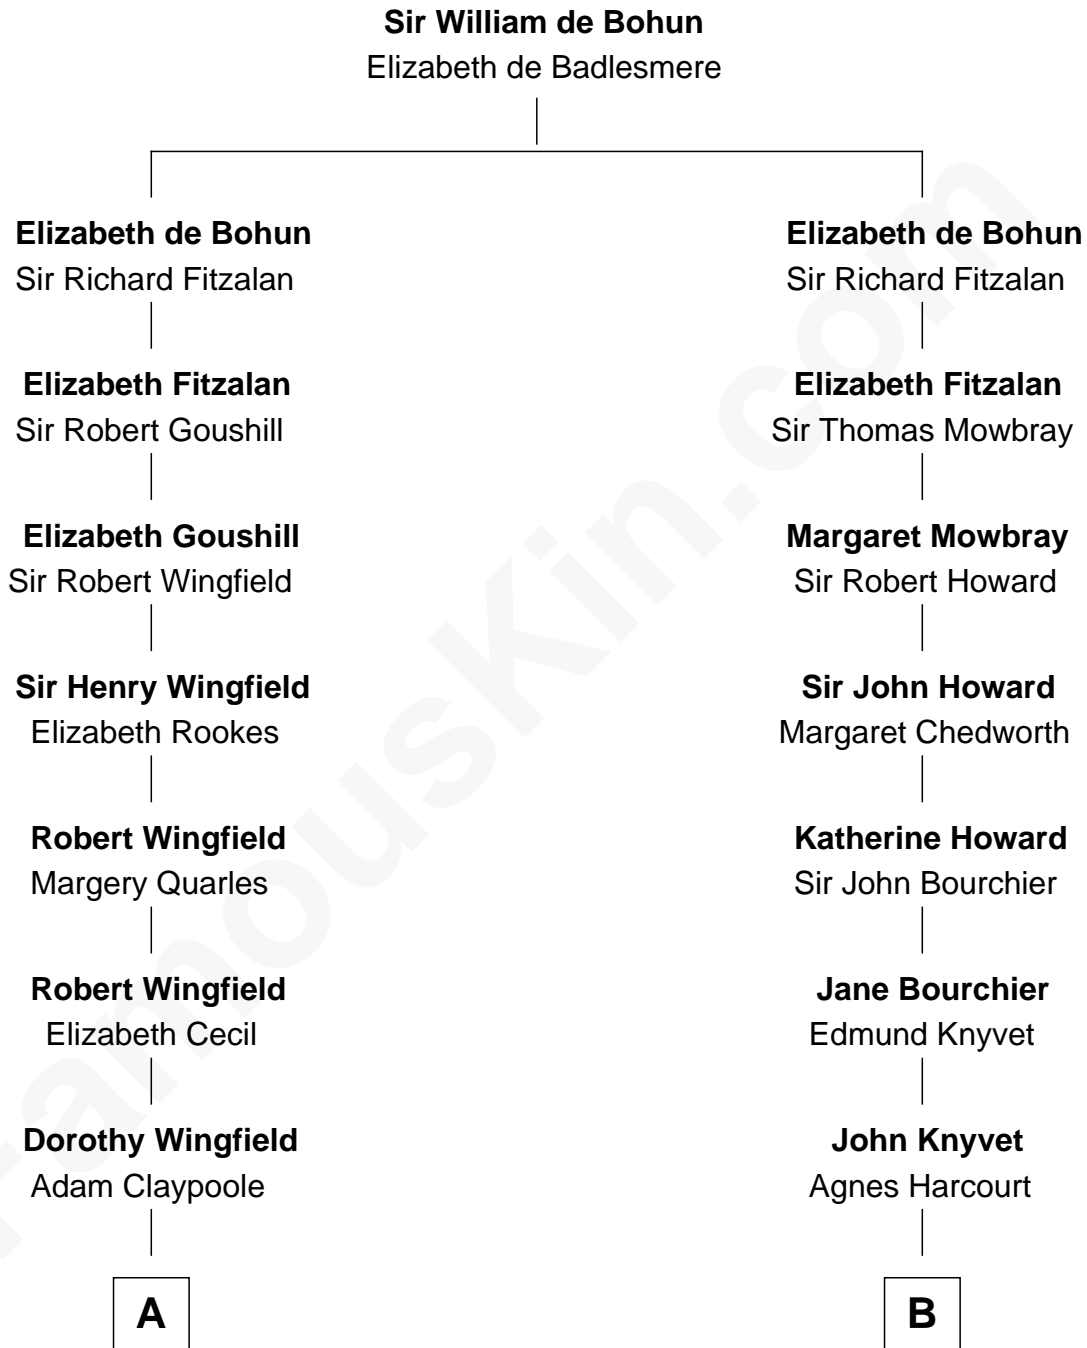 Sir William de Bohun
Elizabeth de Badlesmere
Elizabeth de Bohun
Sir Richard Fitzalan
Elizabeth Fitzalan
Sir Robert Goushill
Elizabeth Goushill
Sir Robert Wingfield
Sir Henry Wingfield
Elizabeth Rookes
Robert Wingfield
Margery Quarles
Robert Wingfield
Elizabeth Cecil
Dorothy Wingfield
Adam Claypoole
A
Elizabeth de Bohun
Sir Richard Fitzalan
Elizabeth Fitzalan
Sir Thomas Mowbray
Margaret Mowbray
Sir Robert Howard
Sir John Howard
Margaret Chedworth
Katherine Howard
Sir John Bourchier
Jane Bourchier
Edmund Knyvet
John Knyvet
Agnes Harcourt
B
FamousKin.com